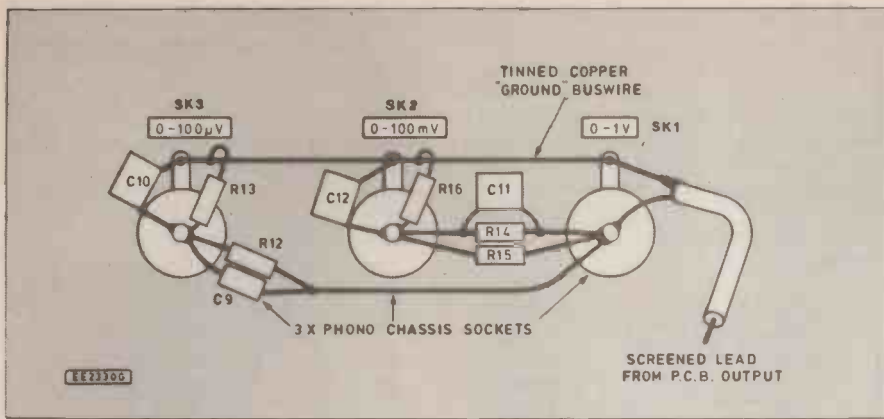 TINNED COPPER
"GROUND" BUSWIRE
SK3
SK2
SK1
0-100µV
0-100mV
0-1V
C10
R13
C12
R16
C11
R14
R15
R12
C9
3 X PHONO CHASSIS SOCKETS
SCREENED LEAD
FROM P.C.B. OUTPUT
EE2330G